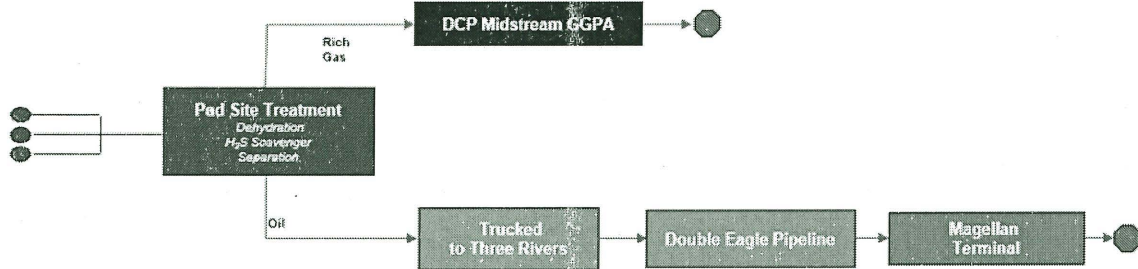 DCP Midstream GGPA
Rich
Gas
Pad Site Treatment
Dehydration
H₂S Scavenger
Separation
Oil
Trucked
to Three Rivers
Double Eagle Pipeline
Magellan
Terminal